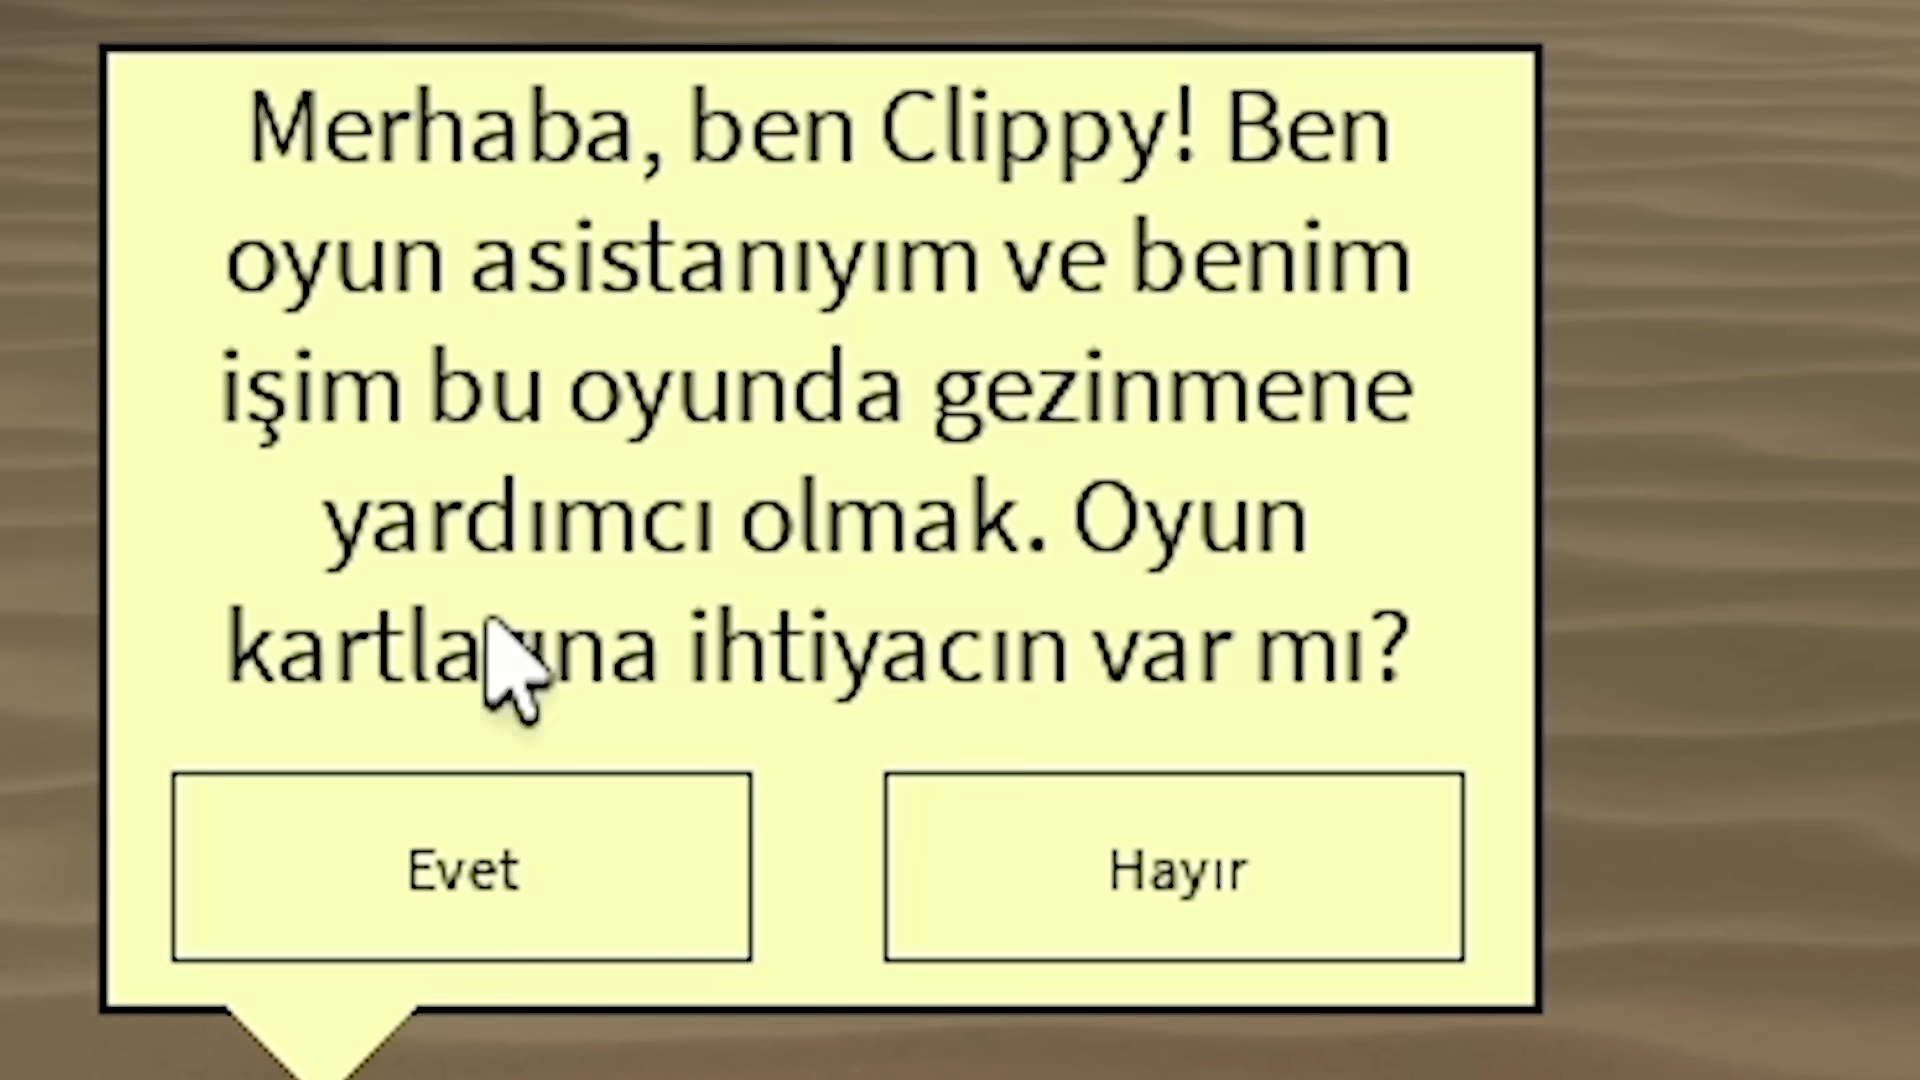 Merhaba, ben Clippy! Ben
oyun asistanıyım ve benim
işim bu oyunda gezinmene
yardımcı olmak. Oyun
kartlarına ihtiyacın var mı?
Evet
Hayır